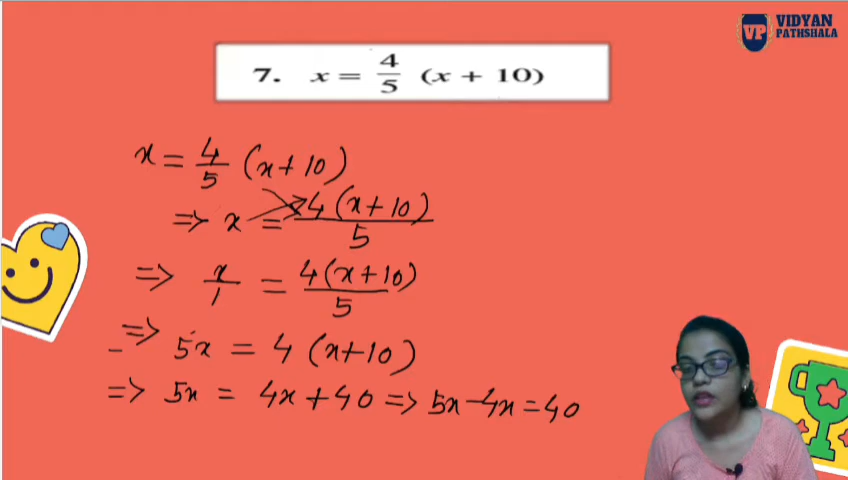 VP VIDYAN
PATHSHALA
7. x = 4/5 (x + 10)
x = 4/5 (x + 10)
=> x = 4(x+10)/5
=> x/1 = 4(x+10)/5
=> 5x = 4 (x+10)
=> 5x = 4x + 40 => 5x - 4x = 40